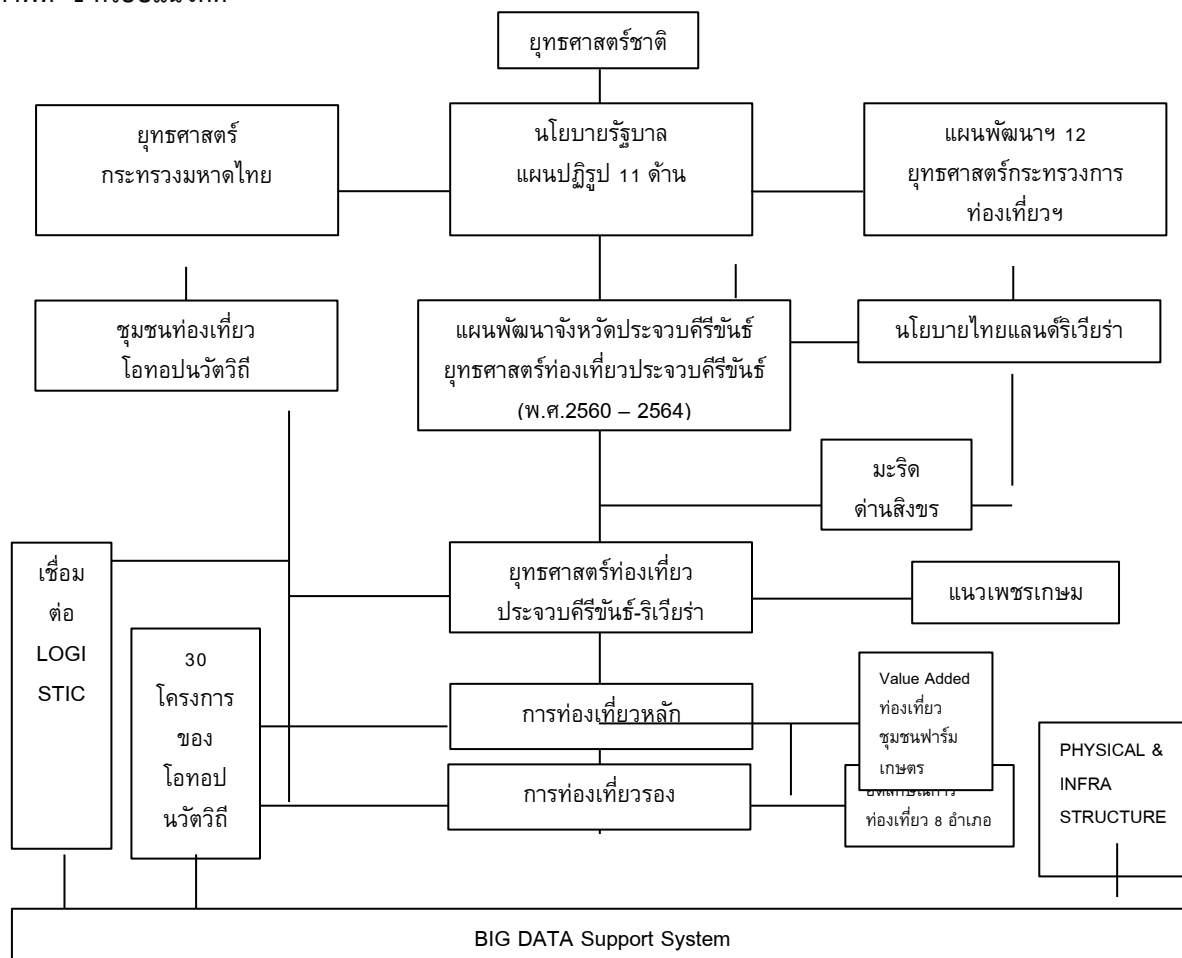 ยุทธศาสตร์ชาติ
ยุทธศาสตร์
กระทรวงมหาดไทย
นโยบายรัฐบาล
แผนปฏิรูป 11 ด้าน
แผนพัฒนาฯ 12
ยุทธศาสตร์กระทรวงการ
ท่องเที่ยวฯ
ชุมชนท่องเที่ยว
โอทอปนวัตวิถี
แผนพัฒนาจังหวัดประจวบคีรีขันธ์
ยุทธศาสตร์ท่องเที่ยวประจวบคีรีขันธ์
(พ.ศ.2560 – 2564)
นโยบายไทยแลนด์ริเวียร่า
มะริด
ด่านสิงขร
เชื่อม
ต่อ
LOGI
STIC
ยุทธศาสตร์ท่องเที่ยว
ประจวบคีรีขันธ์-ริเวียร่า
แนวเพชรเกษม
30
โครงการ
ของ
โอทอป
นวัตวิถี
การท่องเที่ยวหลัก
Value Added
ท่องเที่ยว
ชุมชนฟาร์ม
เกษตร
การท่องเที่ยวรอง
ท่องเที่ยว 8 อำเภอ
PHYSICAL &
INFRA
STRUCTURE
BIG DATA Support System